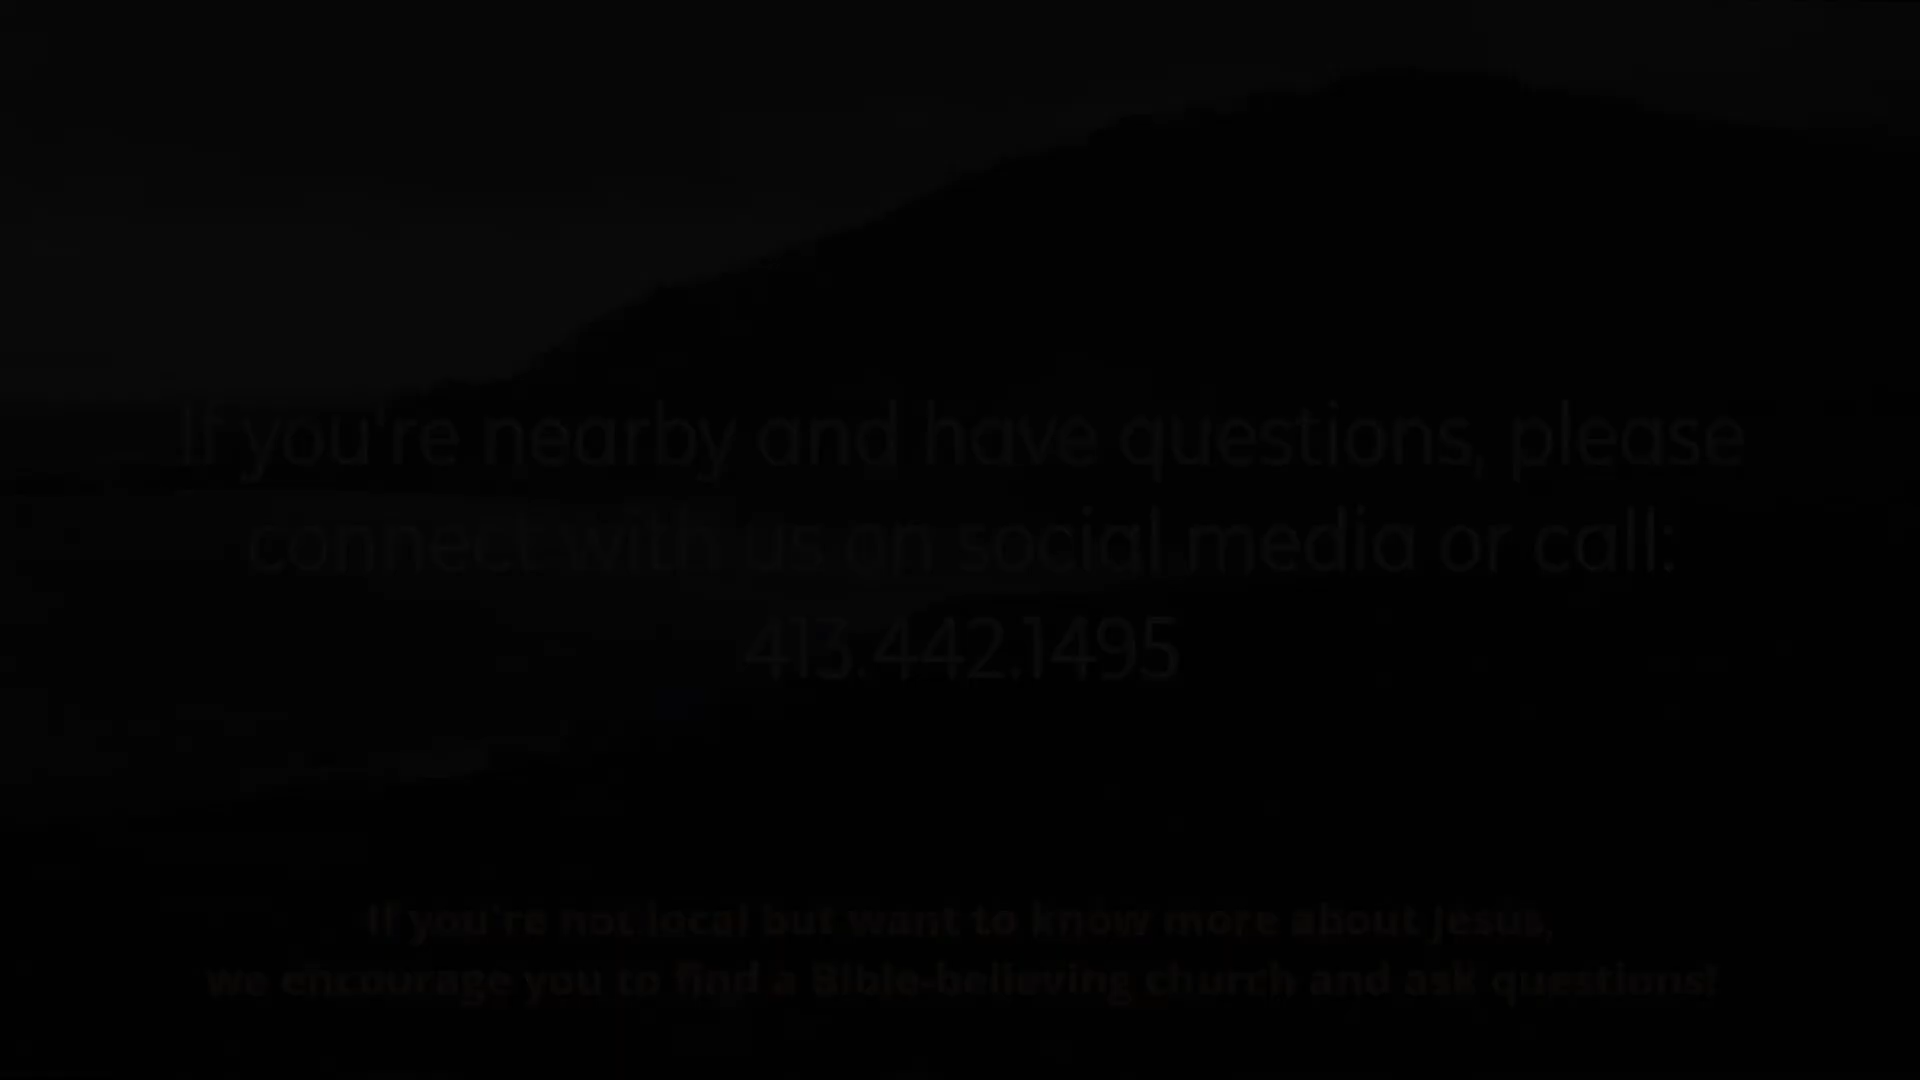 If you're nearby and have questions, please
connect with us an social media or call:
413.442.1495
If you're not local but want to know more about Jesus,
we encourage you to find a Bible-believing church and ask questions!